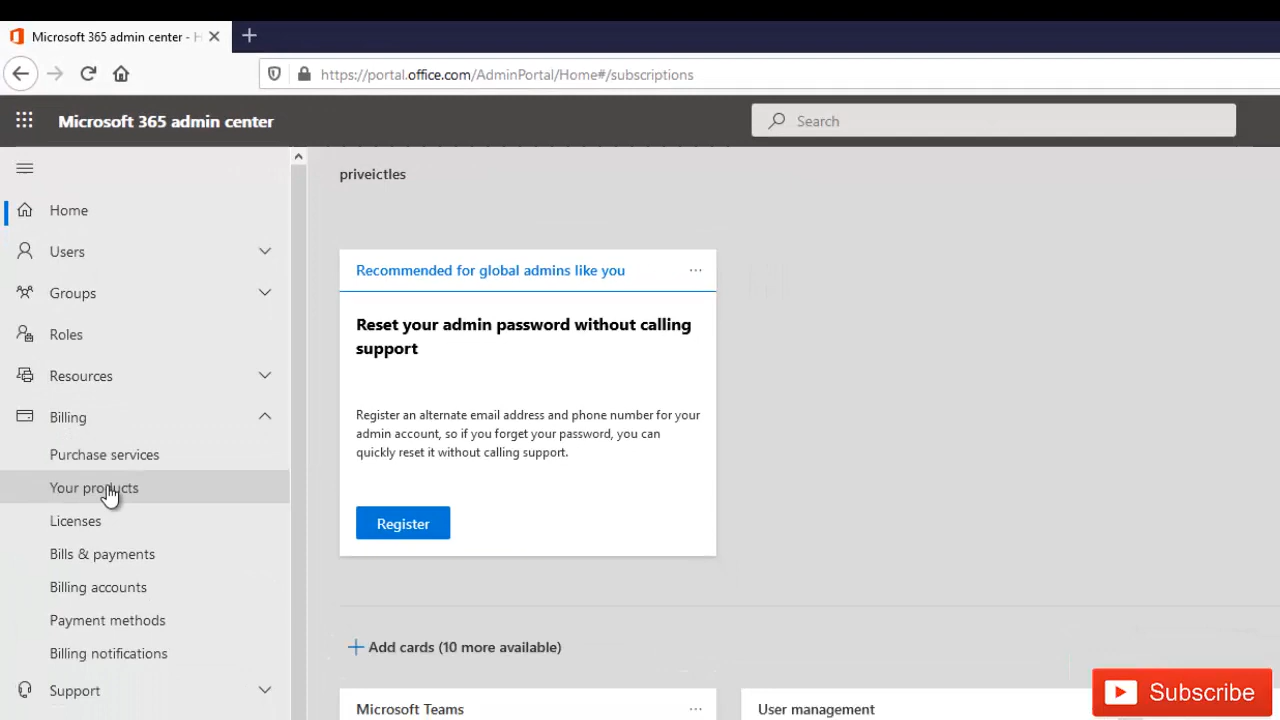 Microsoft 365 admin center - H
https://portal.office.com/AdminPortal/Home#/subscriptions
Microsoft 365 admin center
Search
priveictles
Home
Users
Groups
Roles
Resources
Billing
Purchase services
Your products
Licenses
Bills & payments
Billing accounts
Payment methods
Billing notifications
Support
Recommended for global admins like you
Reset your admin password without calling
support
Register an alternate email address and phone number for your
admin account, so if you forget your password, you can
quickly reset it without calling support.
Register
Add cards (10 more available)
Microsoft Teams
User management
Subscribe